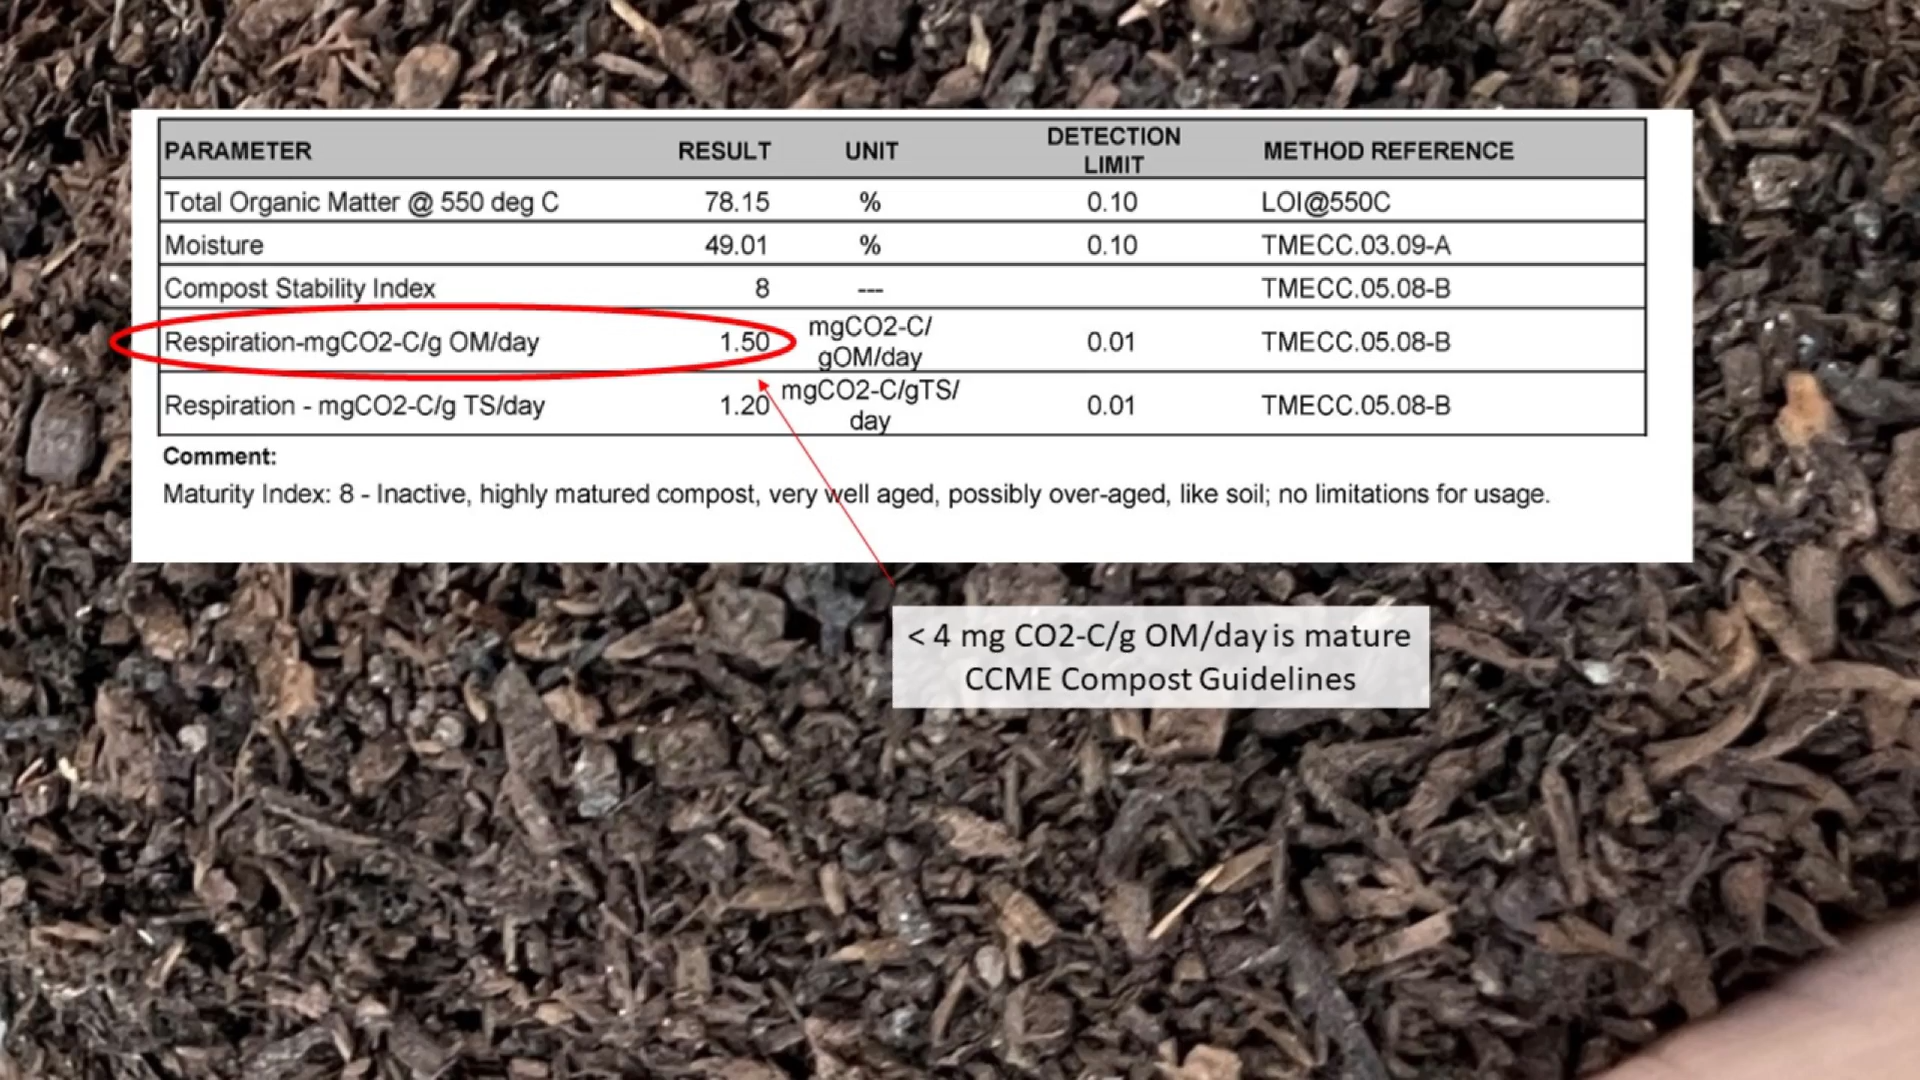 PARAMETER RESULT UNIT DETECTION LIMIT METHOD REFERENCE
Total Organic Matter @ 550 deg C 78.15 % 0.10 LOI@550C
Moisture 49.01 % 0.10 TMECC.03.09-A
Compost Stability Index 8 --- TMECC.05.08-B
Respiration-mgCO2-C/g OM/day 1.50 mgCO2-C/ gOM/day 0.01 TMECC.05.08-B
Respiration - mgCO2-C/g TS/day 1.20 mgCO2-C/gTS/ day 0.01 TMECC.05.08-B
Comment:
Maturity Index: 8 - Inactive, highly matured compost, very well aged, possibly over-aged, like soil; no limitations for usage.
< 4 mg CO2-C/g OM/day is mature
CCME Compost Guidelines